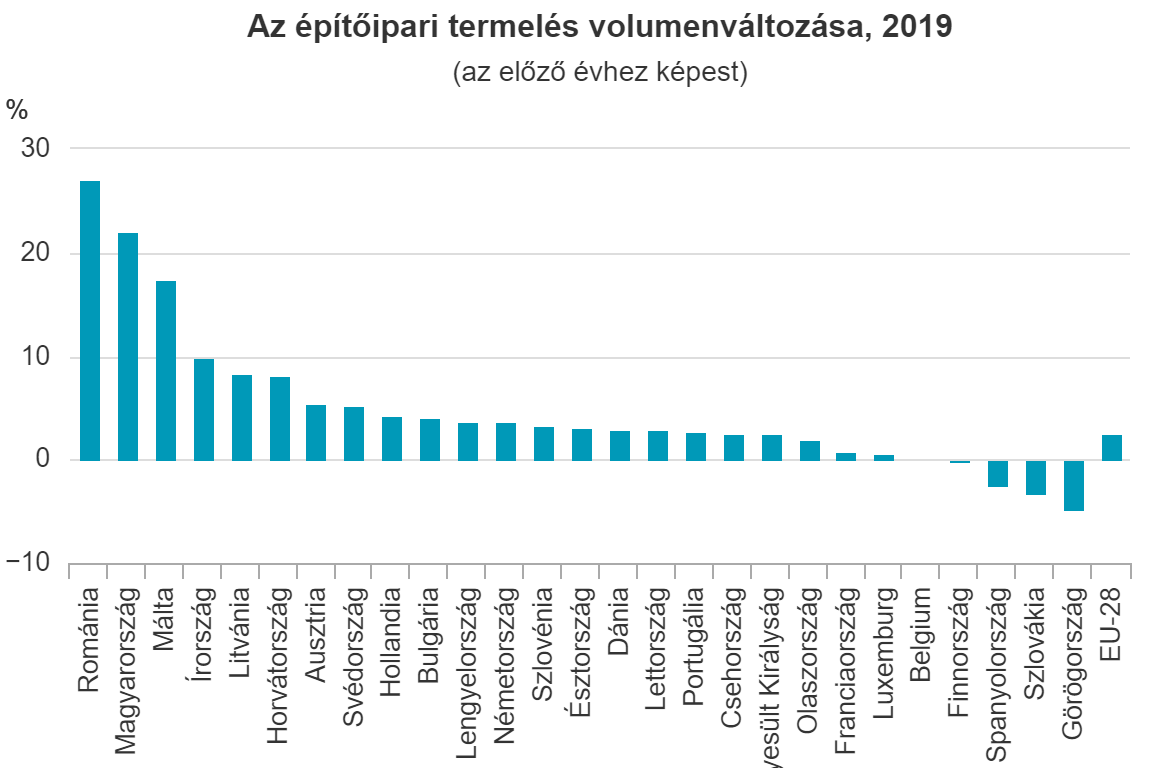 Az építőipari termelés volumenváltozása, 2019
(az előző évhez képest)
%
30
20
10
0
−10
Románia
Magyarország
Málta
Írország
Litvánia
Horvátország
Ausztria
Svédország
Hollandia
Bulgária
Lengyelország
Németország
Szlovénia
Észtország
Dánia
Lettország
Portugália
Csehország
yesült Királyság
Olaszország
Franciaország
Luxemburg
Belgium
Finnország
Spanyolország
Szlovákia
Görögország
EU-28